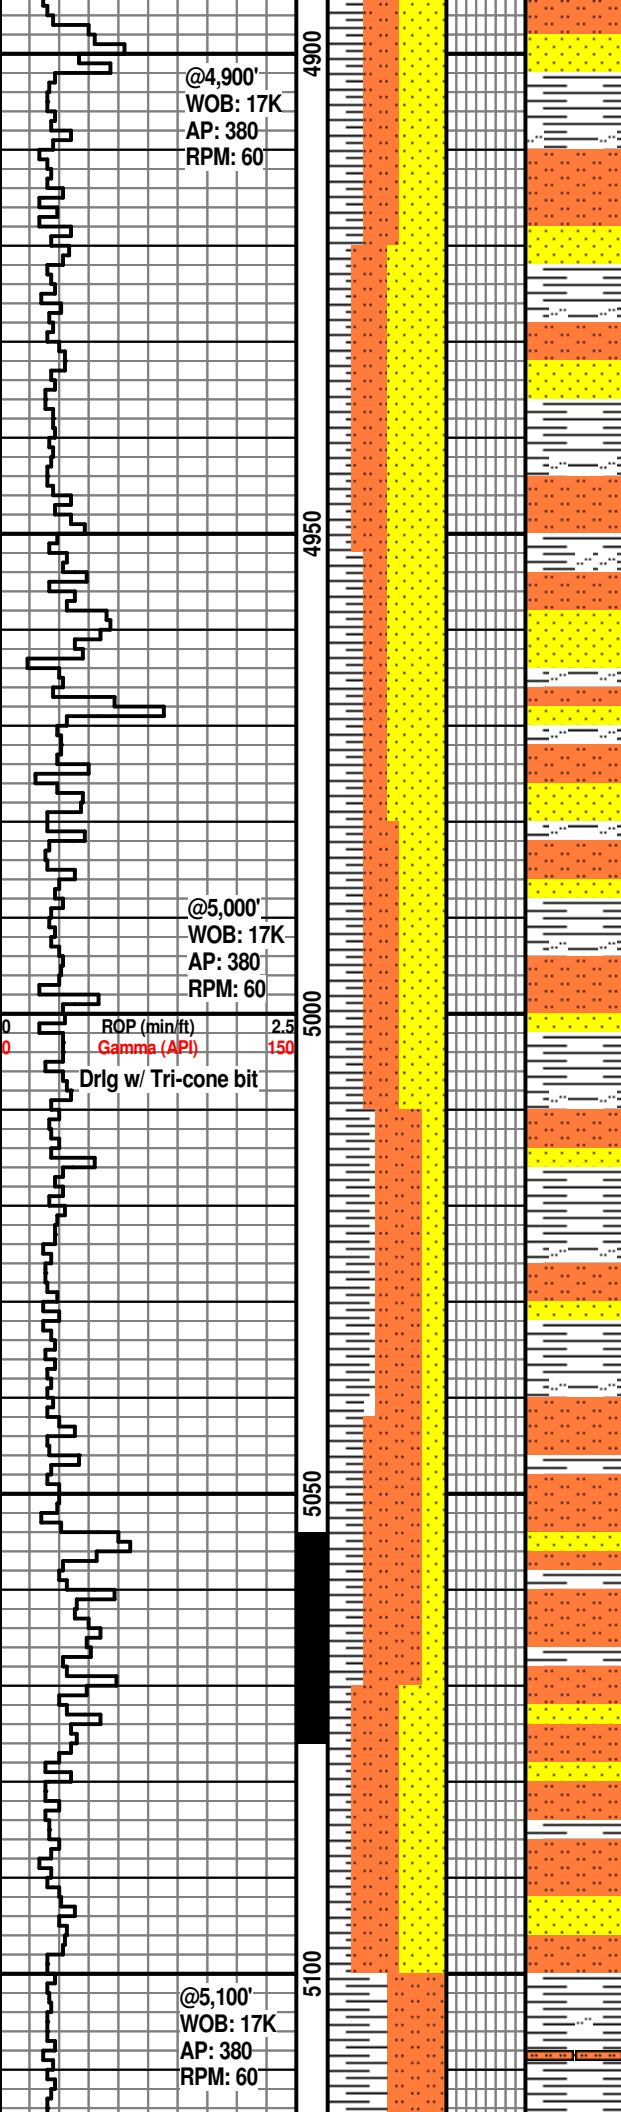 4900
@4,900'
WOB: 17K
AP: 380
RPM: 60
4950
@5,000'
WOB: 17K
AP: 380
RPM: 60
5000
0 ROP (min/ft) 2.5
0 Gamma (API) 150
Drlg w/ Tri-cone bit
5050
5100
@5,100'
WOB: 17K
AP: 380
RPM: 60